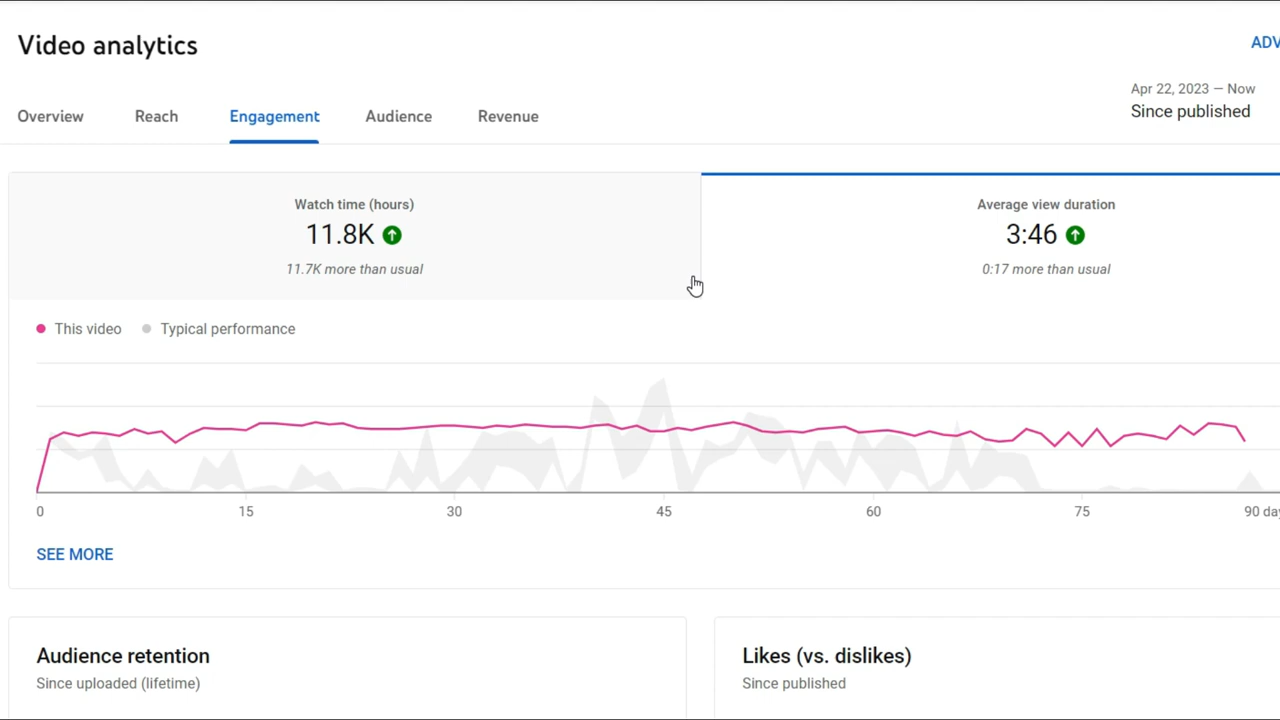 Video analytics
ADV
Overview Reach Engagement Audience Revenue
Apr 22, 2023 – Now
Since published
Watch time (hours)
11.8K
11.7K more than usual
Average view duration
3:46
0:17 more than usual
This video Typical performance
0 15 30 45 60 75 90 day
SEE MORE
Audience retention
Since uploaded (lifetime)
Likes (vs. dislikes)
Since published